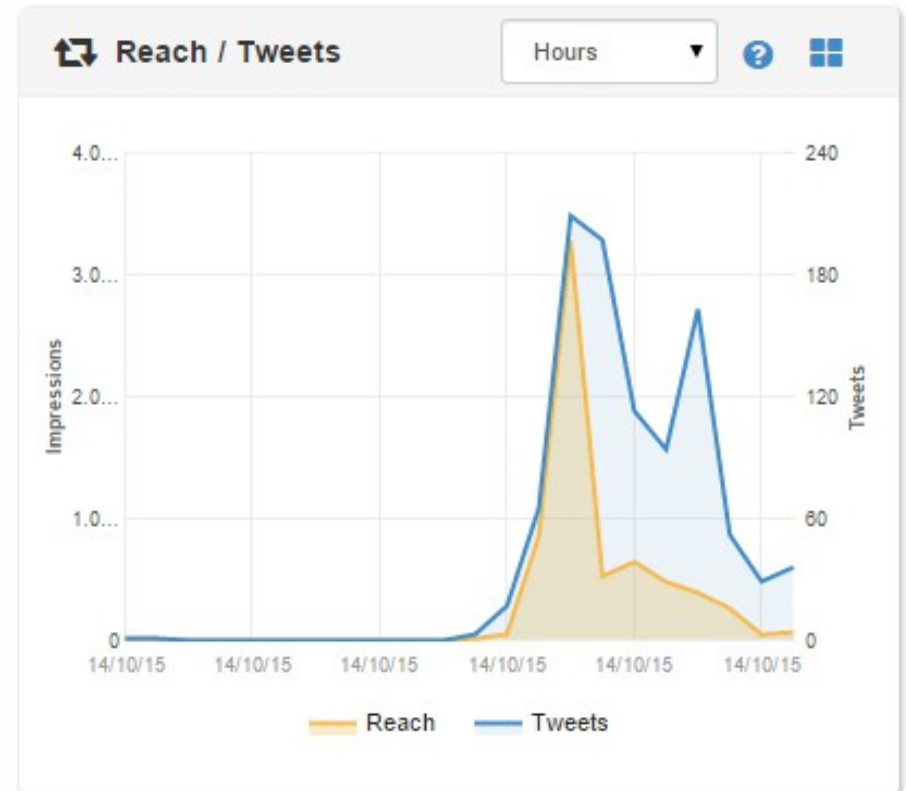 Reach / Tweets
Hours
4.0...
3.0...
2.0...
1.0...
0
Impressions
240
180
120
60
0
Tweets
14/10/15 14/10/15 14/10/15 14/10/15 14/10/15 14/10/15
Reach Tweets